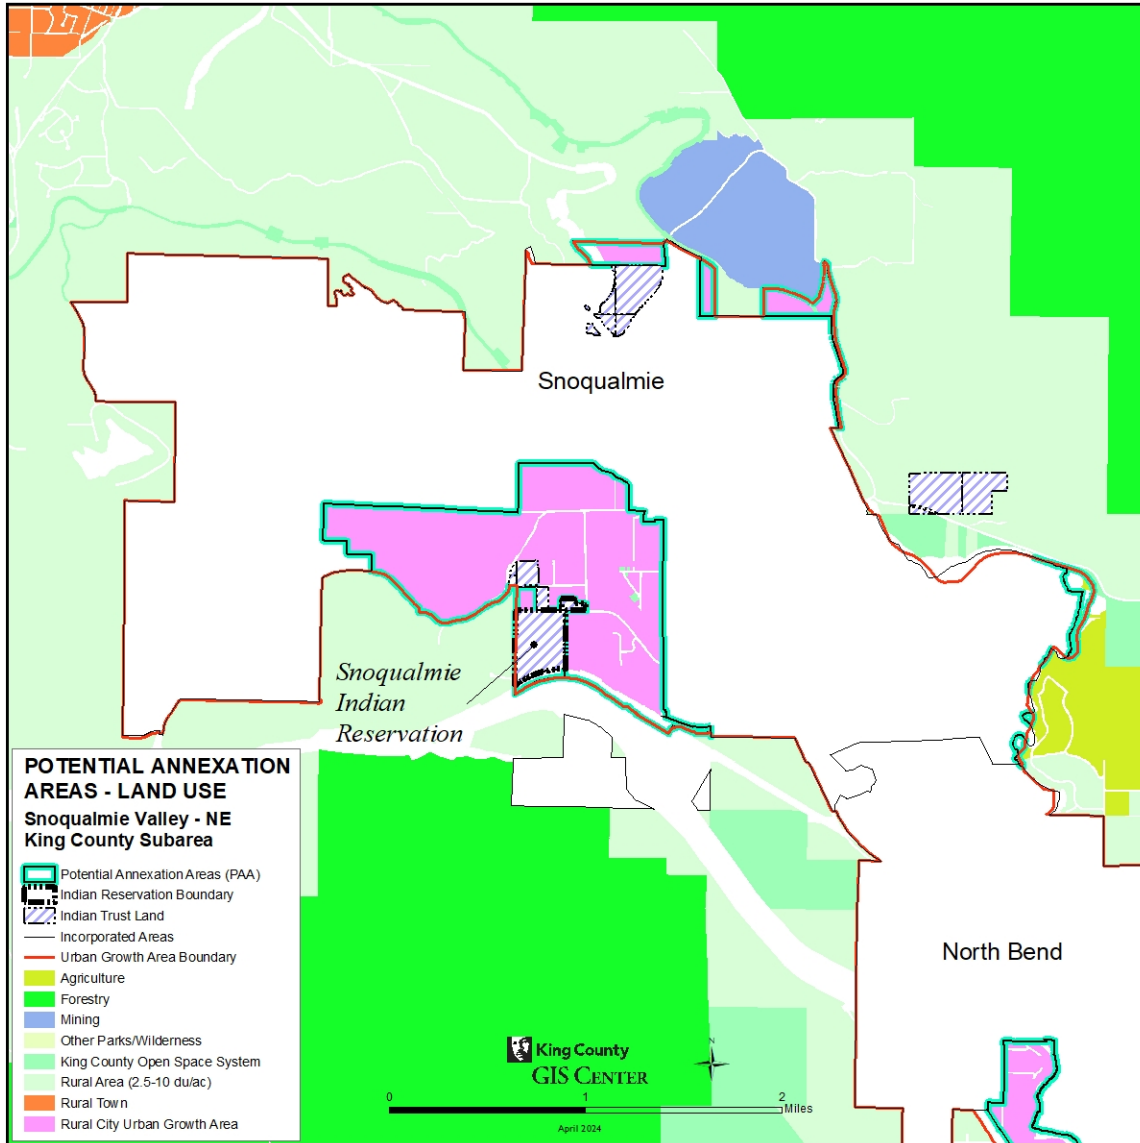 Snoqualmie
Snoqualmie
Indian
Reservation
POTENTIAL ANNEXATION
AREAS - LAND USE
Snoqualmie Valley - NE
King County Subarea
Potential Annexation Areas (PAA)
Indian Reservation Boundary
Indian Trust Land
Incorporated Areas
Urban Growth Area Boundary
Agriculture
Forestry
Mining
Other Parks/Wilderness
King County Open Space System
Rural Area (2.5-10 du/ac)
Rural Town
Rural City Urban Growth Area
North Bend
N
King County
GIS CENTER
0 1 2
Miles
April 2024